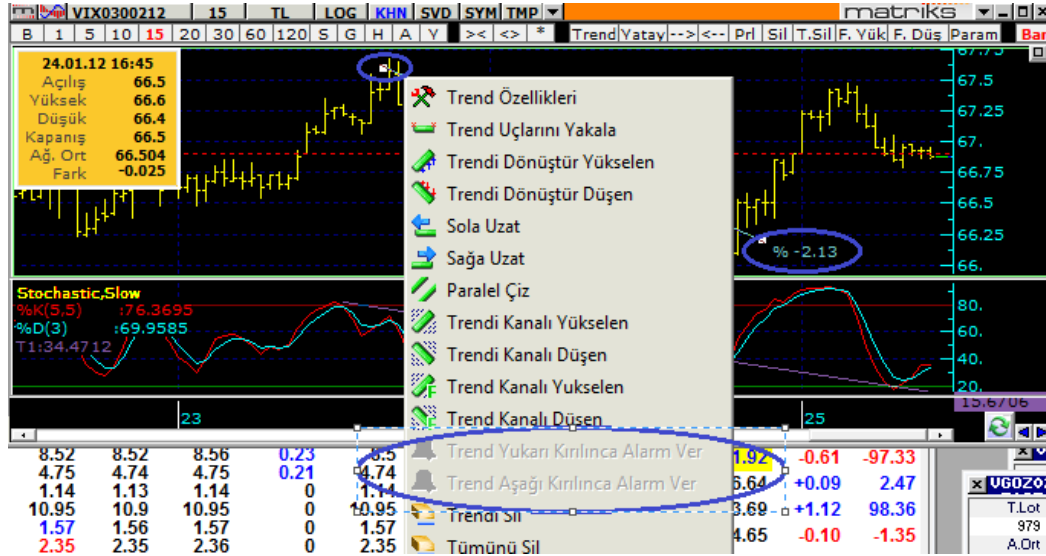 VIX0300212 15 TL LOG KHN SVD SYM TMP matriks
B 1 5 10 15 20 30 60 120 S G H A Y >< <> * Trend Yatay --> <-- Prl Sil T.Sil F. Yük F. Düş Param Bar
24.01.12 16:45
Açılış 66.5
Yüksek 66.6
Düşük 66.4
Kapanış 66.5
Ağ. Ort 66.504
Fark -0.025
67.75
67.5
67.25
67.
66.75
66.5
66.25
66.
% -2.13
Trend Özellikleri
Trend Uçlarını Yakala
Trendi Dönüştür Yükselen
Trendi Dönüştür Düşen
Sola Uzat
Sağa Uzat
Paralel Çiz
Trendi Kanalı Yükselen
Trendi Kanalı Düşen
Trend Kanalı Yukselen
Trend Kanalı Düşen
Trend Yukarı Kırılınca Alarm Ver
Trend Aşağı Kırılınca Alarm Ver
Trendi Sil
Tümünü Sil
Stochastic,Slow
%K(5,5) :76.3695
%D(3) :69.9585
T1:34.4712
80.
60.
40.
20.
15.6706
23 25
8.52 8.52 8.56 0.23 8.5 1.92 -0.61 -97.33
4.75 4.74 4.75 0.21 4.74 6.64 +0.09 2.47
1.14 1.13 1.14 0 1.14
10.95 10.9 10.95 0 10.95 3.69 +1.12 98.36
1.57 1.56 1.57 0 1.57
2.35 2.35 2.36 0 2.35 4.65 -0.10 -1.35
T.Lot
979
A.Ort